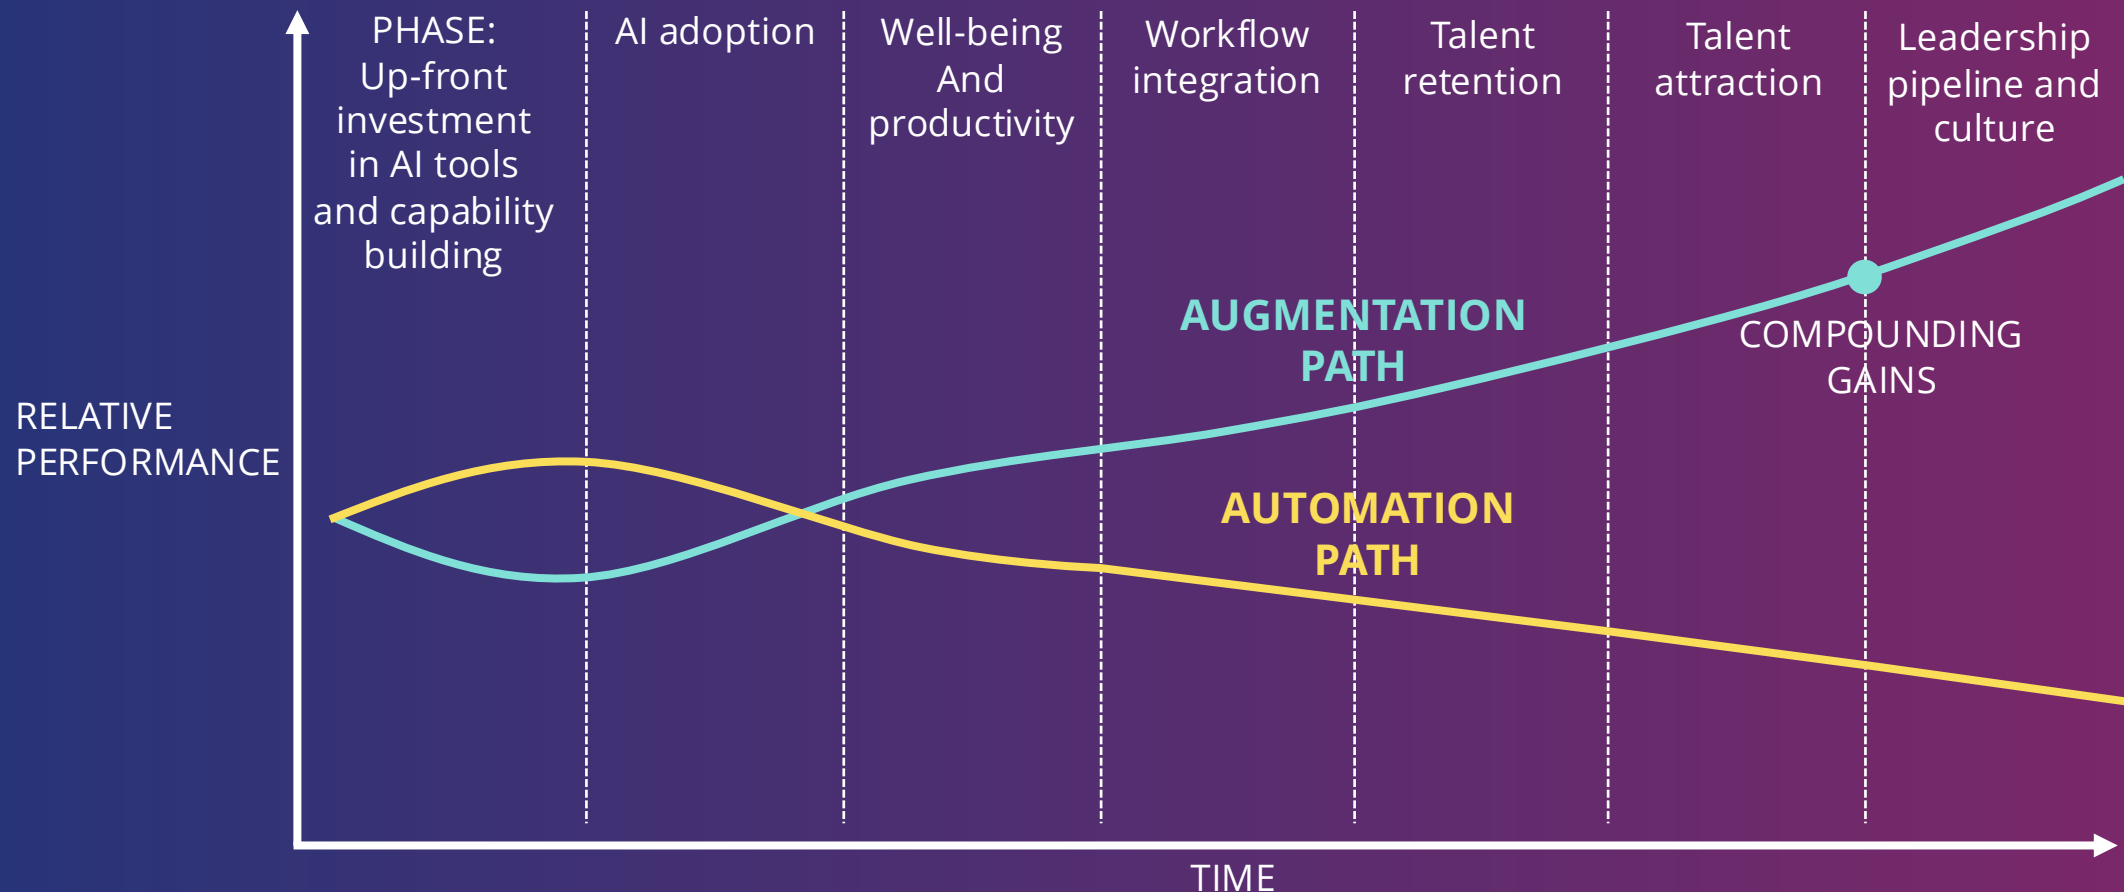 PHASE:
Up-front
investment
in AI tools
and capability
building
AI adoption
Well-being
And
productivity
Workflow
integration
Talent
retention
Talent
attraction
Leadership
pipeline and
culture
AUGMENTATION
PATH
COMPOUNDING
GAINS
RELATIVE
PERFORMANCE
AUTOMATION
PATH
TIME